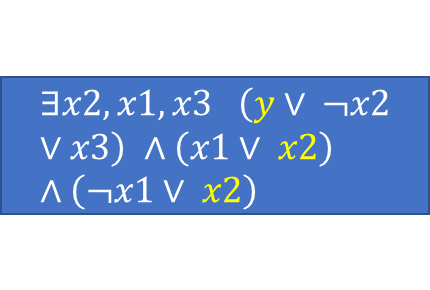 ∃x2, x1, x3 (y ∨ ¬x2
∨ x3) ∧ (x1 ∨ x2)
∧ (¬x1 ∨ x2)